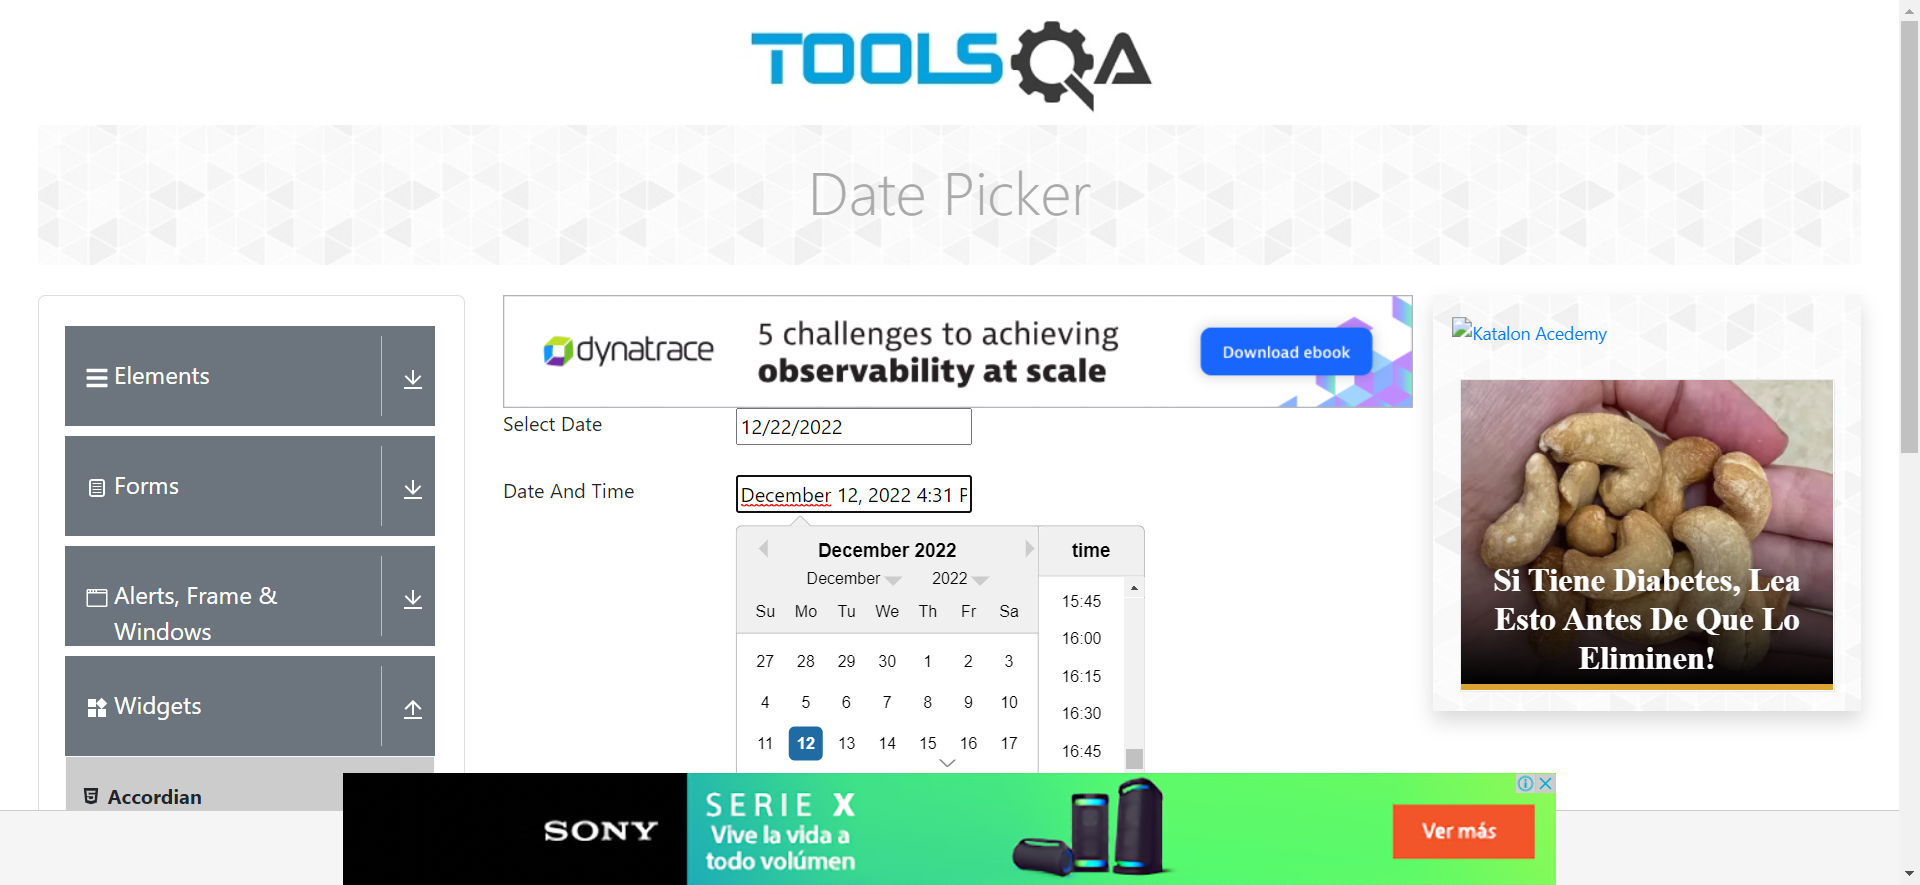 TOOLSQA
Date Picker
Elements
Forms
Alerts, Frame &
Windows
Widgets
Accordian
dynatrace
5 challenges to achieving
observability at scale
Download ebook
Select Date
12/22/2022
Date And Time
December 12, 2022 4:31 P
December 2022
December 2022
Su Mo Tu We Th Fr Sa
27 28 29 30 1 2 3
4 5 6 7 8 9 10
11 12 13 14 15 16 17
time
15:45
16:00
16:15
16:30
16:45
Katalon Acedemy
Si Tiene Diabetes, Lea
Esto Antes De Que Lo
Eliminen!
SONY
SERIE X
Vive la vida a
todo volúmen
Ver más